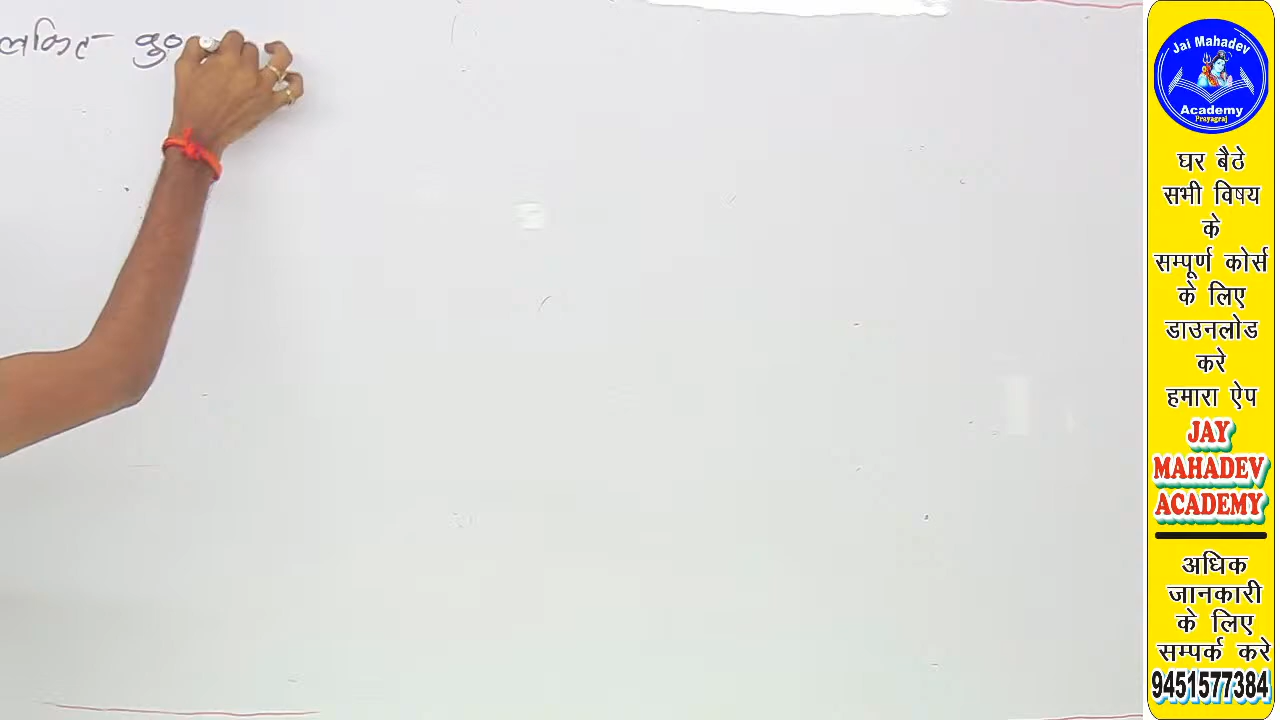 Jai Mahadev
Academy
Prayagraj
घर बैठे
सभी विषय
के
सम्पूर्ण कोर्स
के लिए
डाउनलोड
करे
हमारा ऐप
JAY
MAHADEV
ACADEMY
अधिक
जानकारी
के लिए
सम्पर्क करे
9451577384